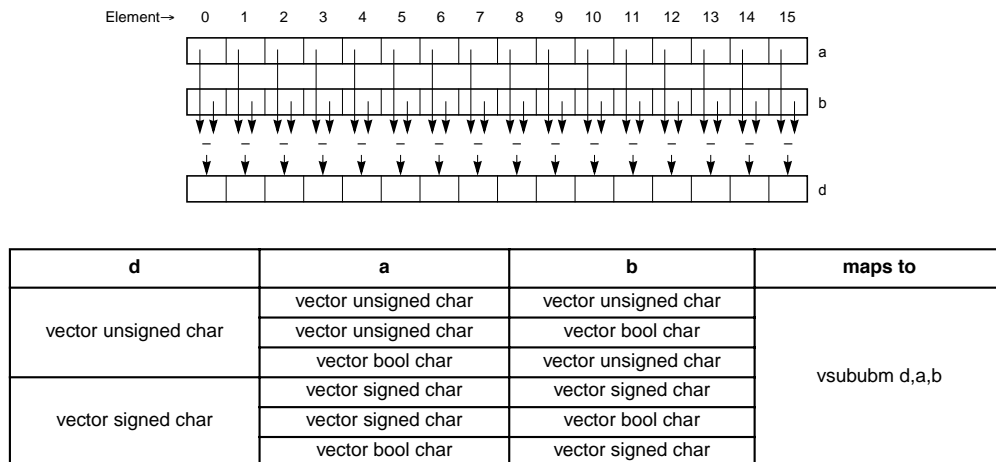 Element→ 0 1 2 3 4 5 6 7 8 9 10 11 12 13 14 15
a
b
– – – – – – – – – – – – – – – –
d
d a b maps to
vector unsigned char vector unsigned char vector unsigned char vsububm d,a,b
vector unsigned char vector bool char
vector bool char vector unsigned char
vector signed char vector signed char vector signed char
vector signed char vector bool char
vector bool char vector signed char